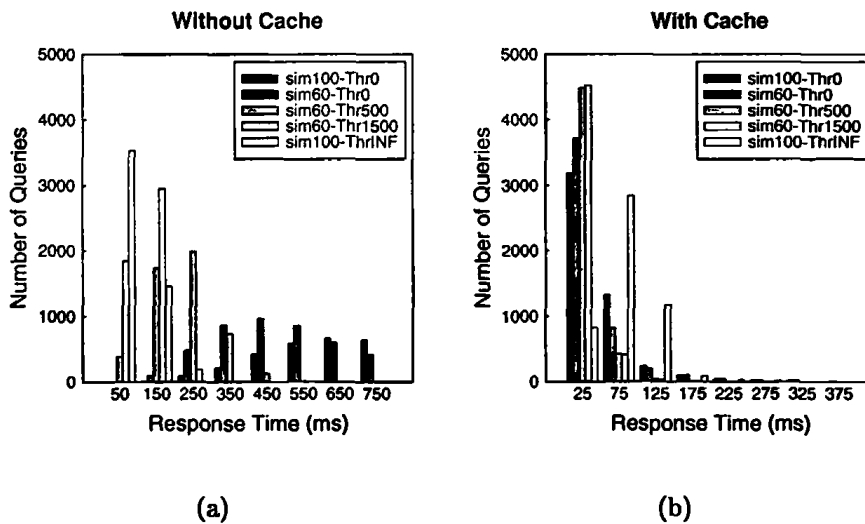 Without Cache
5000
4000
3000
2000
1000
0
Number of Queries
sim100-Thr0
sim60-Thr0
sim60-Thr500
sim60-Thr1500
sim100-ThrINF
50 150 250 350 450 550 650 750
Response Time (ms)
(a)
With Cache
5000
4000
3000
2000
1000
0
Number of Queries
sim100-Thr0
sim60-Thr0
sim60-Thr500
sim60-Thr1500
sim100-ThrINF
25 75 125 175 225 275 325 375
Response Time (ms)
(b)